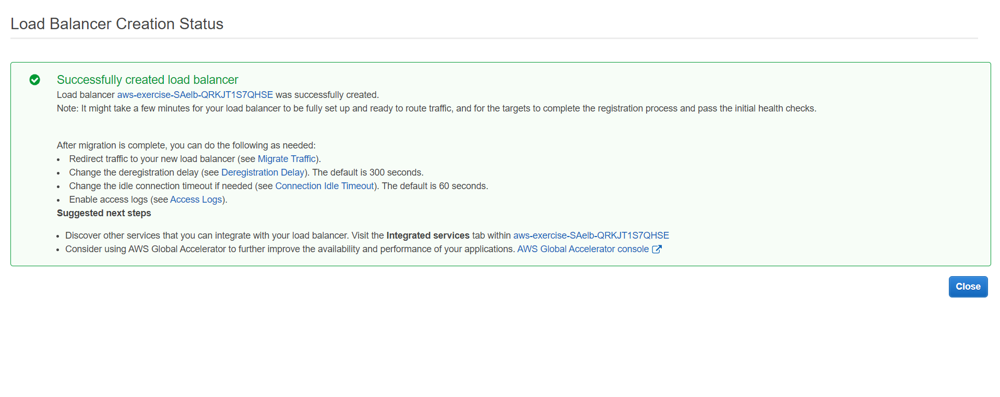 Load Balancer Creation Status
Successfully created load balancer
Load balancer aws-exercise-SAelb-QRKJT1S7QHSE was successfully created.
Note: It might take a few minutes for your load balancer to be fully set up and ready to route traffic, and for the targets to complete the registration process and pass the initial health checks.
After migration is complete, you can do the following as needed:
• Redirect traffic to your new load balancer (see Migrate Traffic).
• Change the deregistration delay (see Deregistration Delay). The default is 300 seconds.
• Change the idle connection timeout if needed (see Connection Idle Timeout). The default is 60 seconds.
• Enable access logs (see Access Logs).
Suggested next steps
• Discover other services that you can integrate with your load balancer. Visit the Integrated services tab within aws-exercise-SAelb-QRKJT1S7QHSE
• Consider using AWS Global Accelerator to further improve the availability and performance of your applications. AWS Global Accelerator console
Close